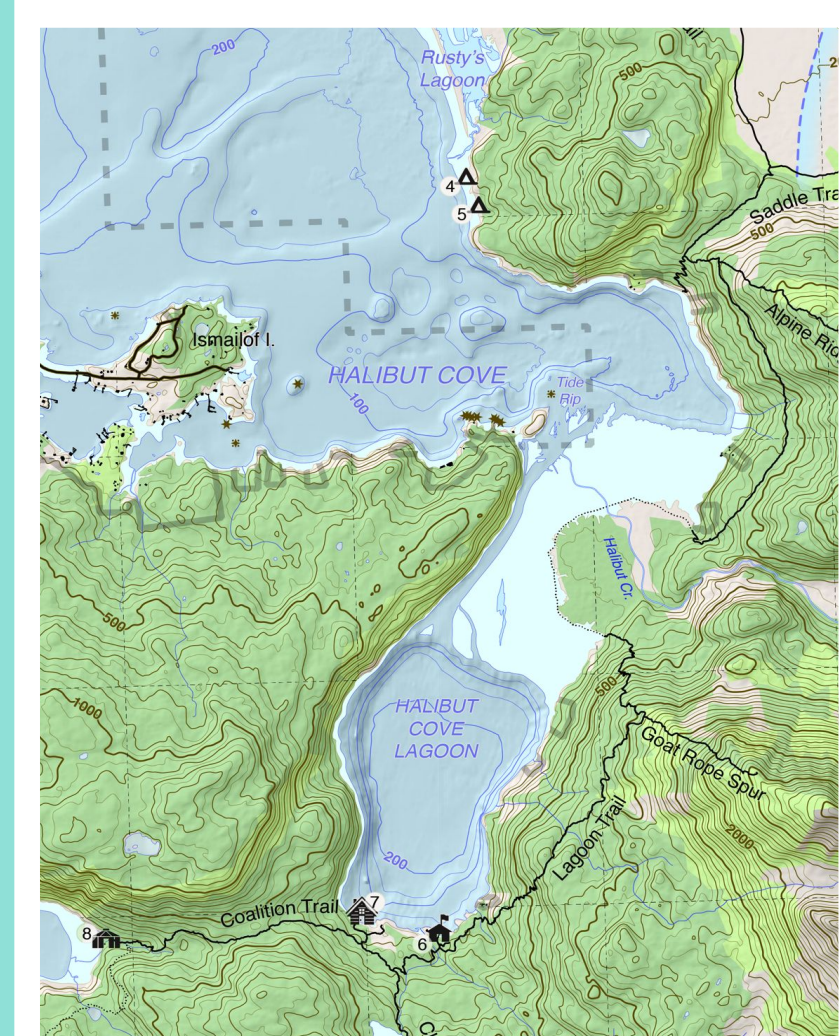 200
Rusty's
Lagoon
500
4
5
Saddle Tra
500
Ismailof I.
Alpine Ric
HALIBUT COVE
Tide
Rip
100
Halibut Cr.
500
500
1000
HALIBUT
COVE
LAGOON
Goat Rope Spur
Lagoon Trail
2000
200
7
Coalition Trail
8
6